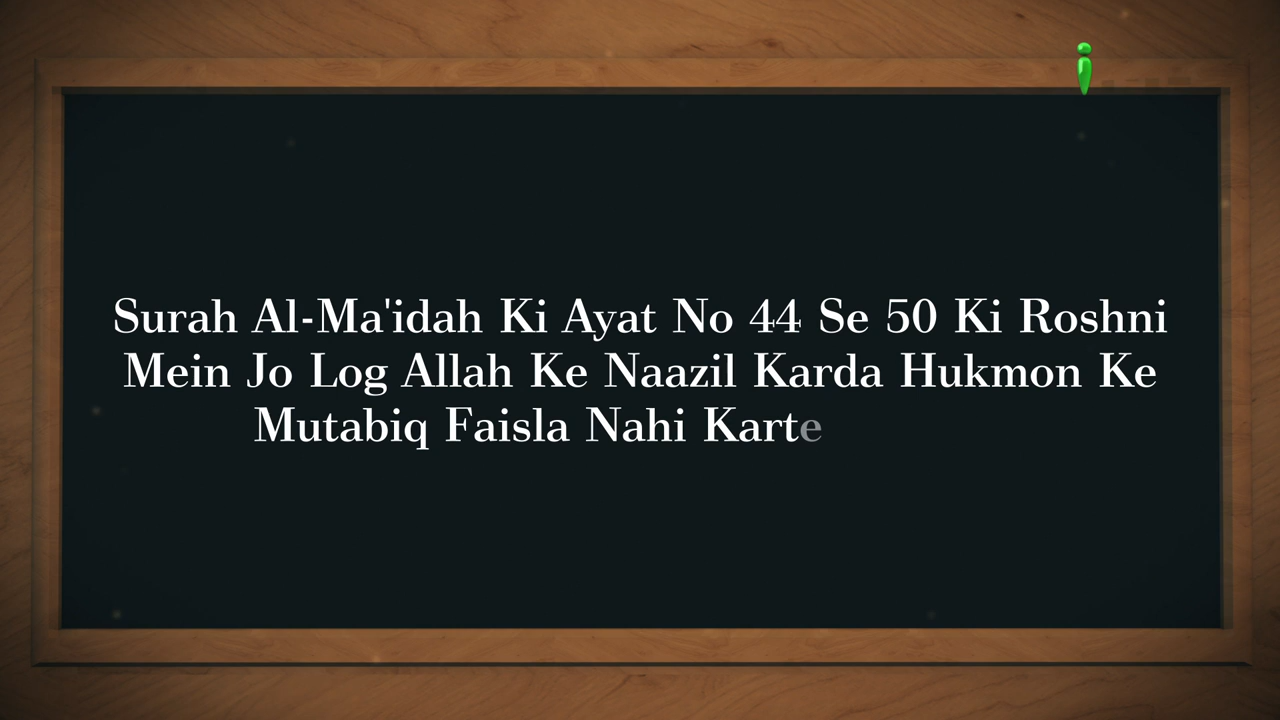 Surah Al-Ma'idah Ki Ayat No 44 Se 50 Ki Roshni
Mein Jo Log Allah Ke Naazil Karda Hukmon Ke
Mutabiq Faisla Nahi Karte